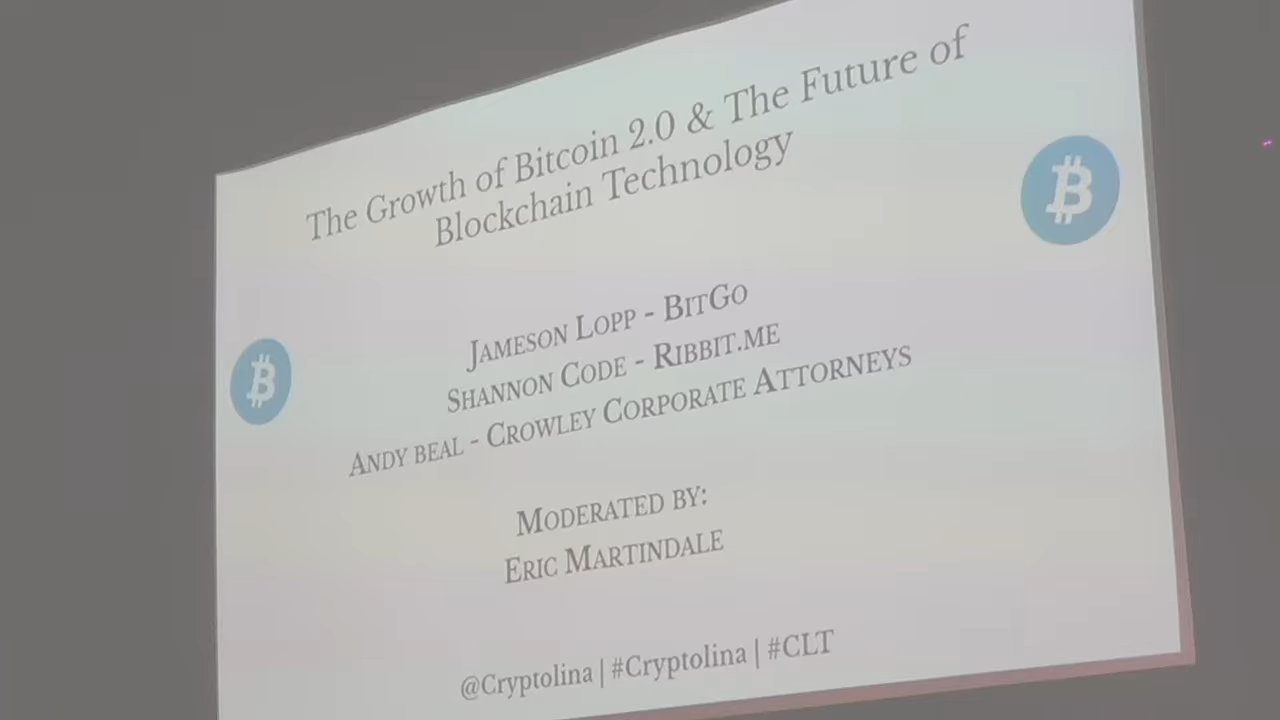 The Growth of Bitcoin 2.0 & The Future of
Blockchain Technology
JAMESON LOPP - BITGO
SHANNON CODE - RIBBIT.ME
ANDY BEAL - CROWLEY CORPORATE ATTORNEYS
MODERATED BY:
ERIC MARTINDALE
@Cryptolina | #Cryptolina | #CLT